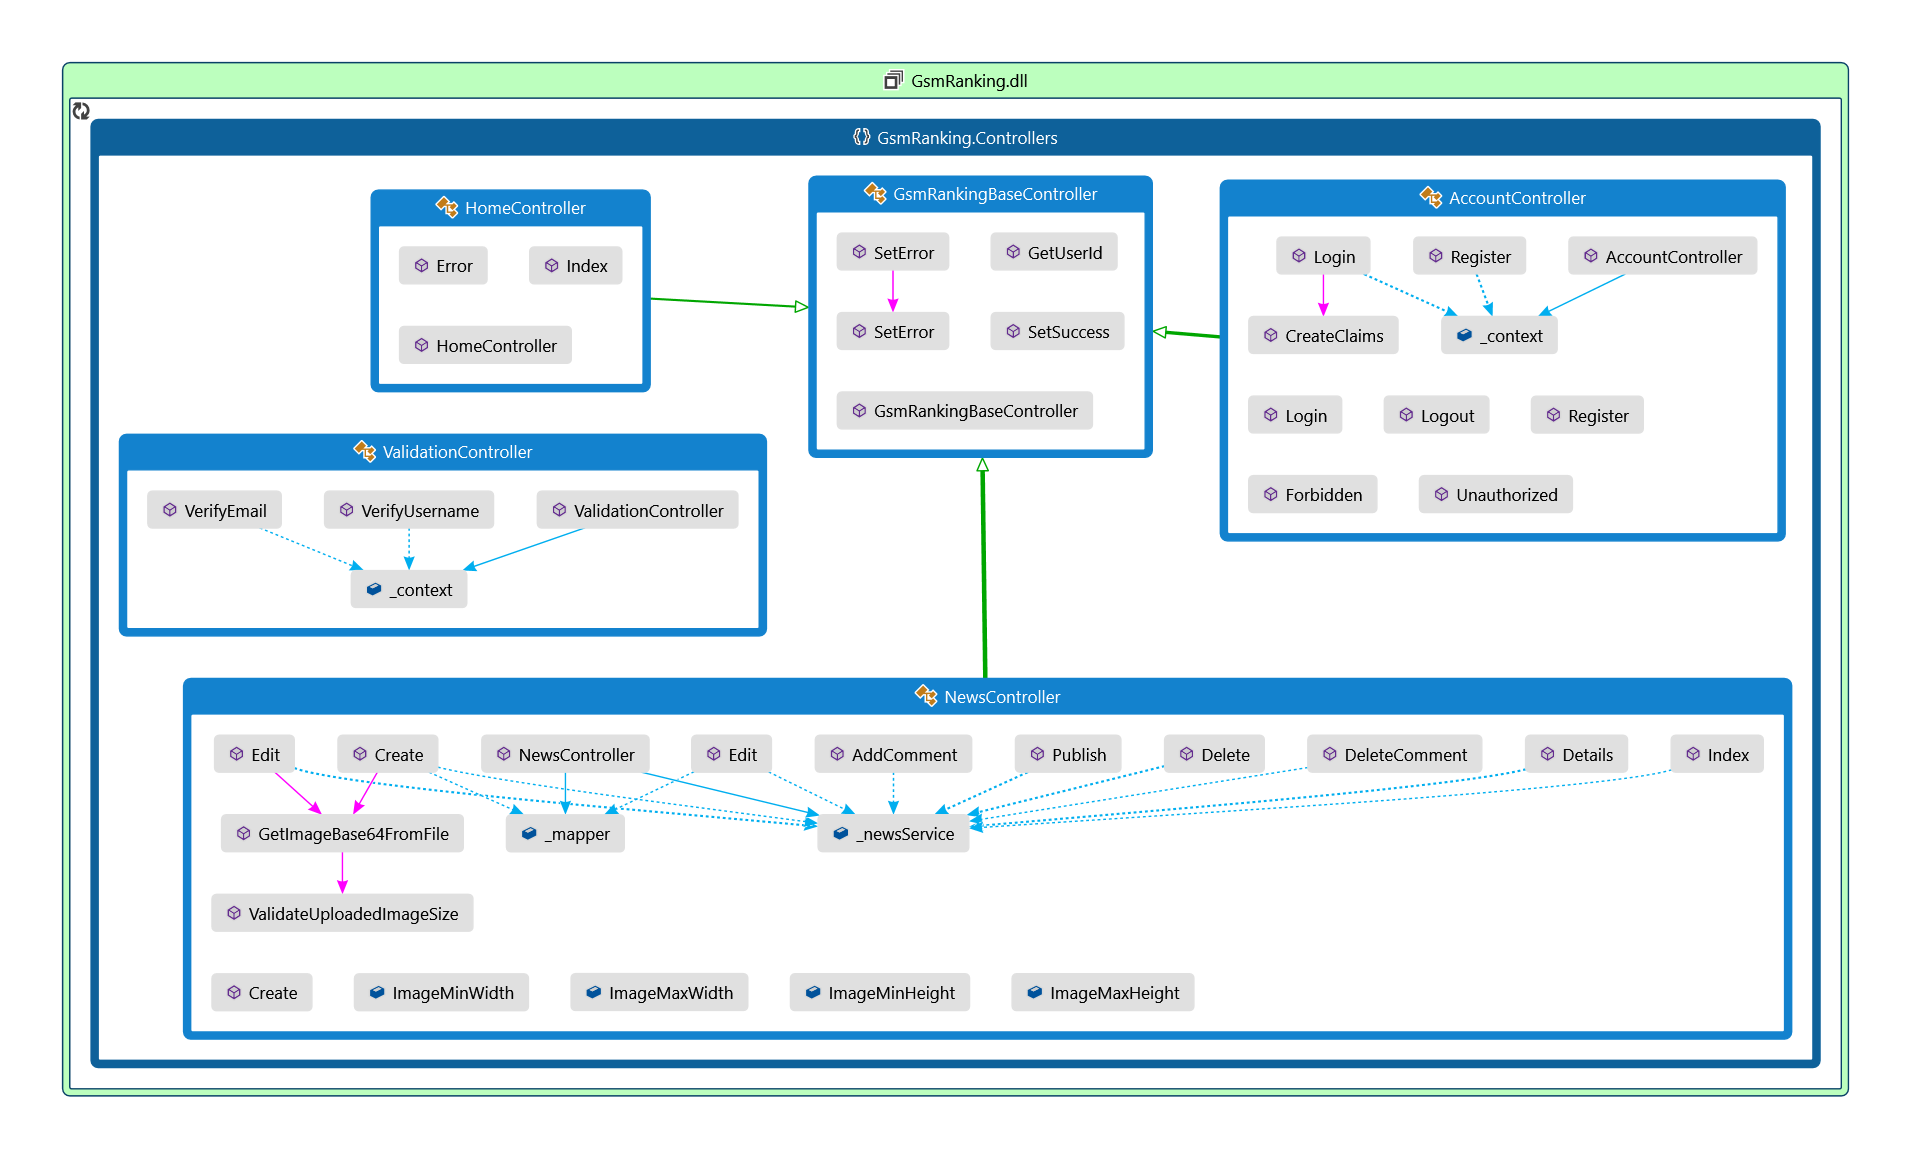 GsmRanking.dll
GsmRanking.Controllers
HomeController
Error
Index
HomeController
GsmRankingBaseController
SetError
GetUserId
SetError
SetSuccess
GsmRankingBaseController
AccountController
Login
Register
AccountController
CreateClaims
_context
Login
Logout
Register
Forbidden
Unauthorized
ValidationController
VerifyEmail
VerifyUsername
ValidationController
_context
NewsController
Edit
Create
NewsController
Edit
AddComment
Publish
Delete
DeleteComment
Details
Index
GetImageBase64FromFile
_mapper
_newsService
ValidateUploadedImageSize
Create
ImageMinWidth
ImageMaxWidth
ImageMinHeight
ImageMaxHeight